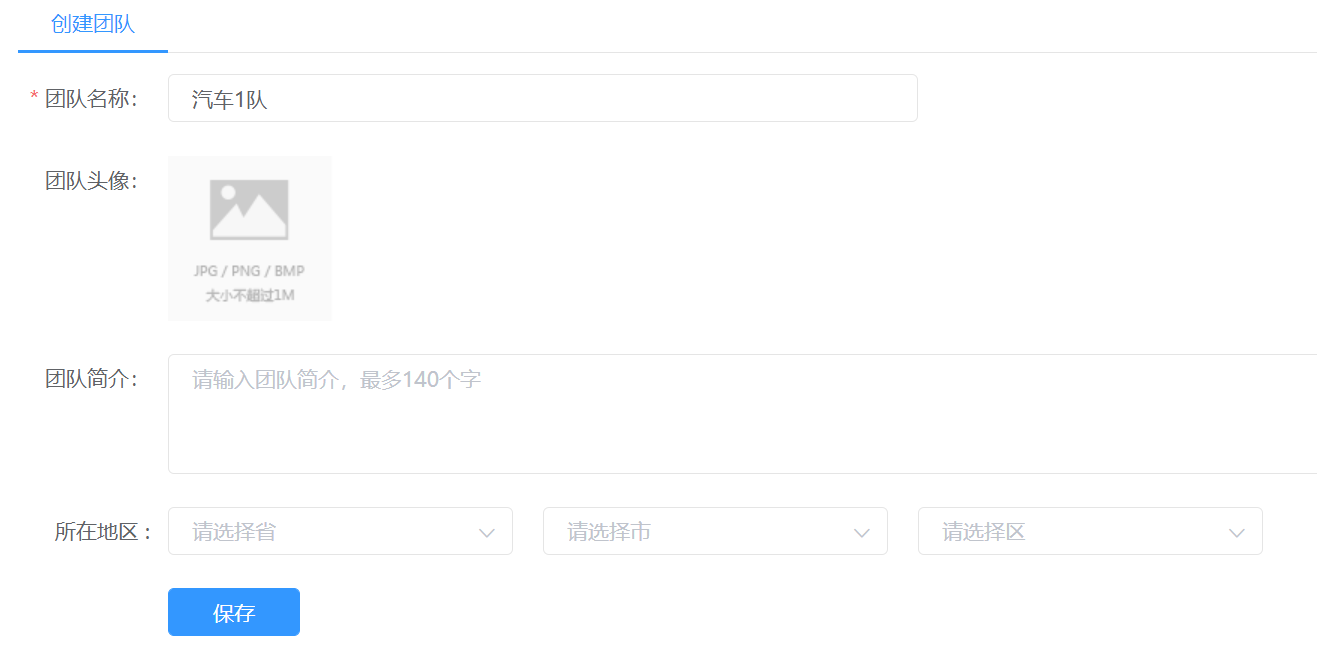 创建团队
* 团队名称： 汽车1队
团队头像：
JPG / PNG / BMP
大小不超过1M
团队简介： 请输入团队简介，最多140个字
所在地区： 请选择省 请选择市 请选择区
保存